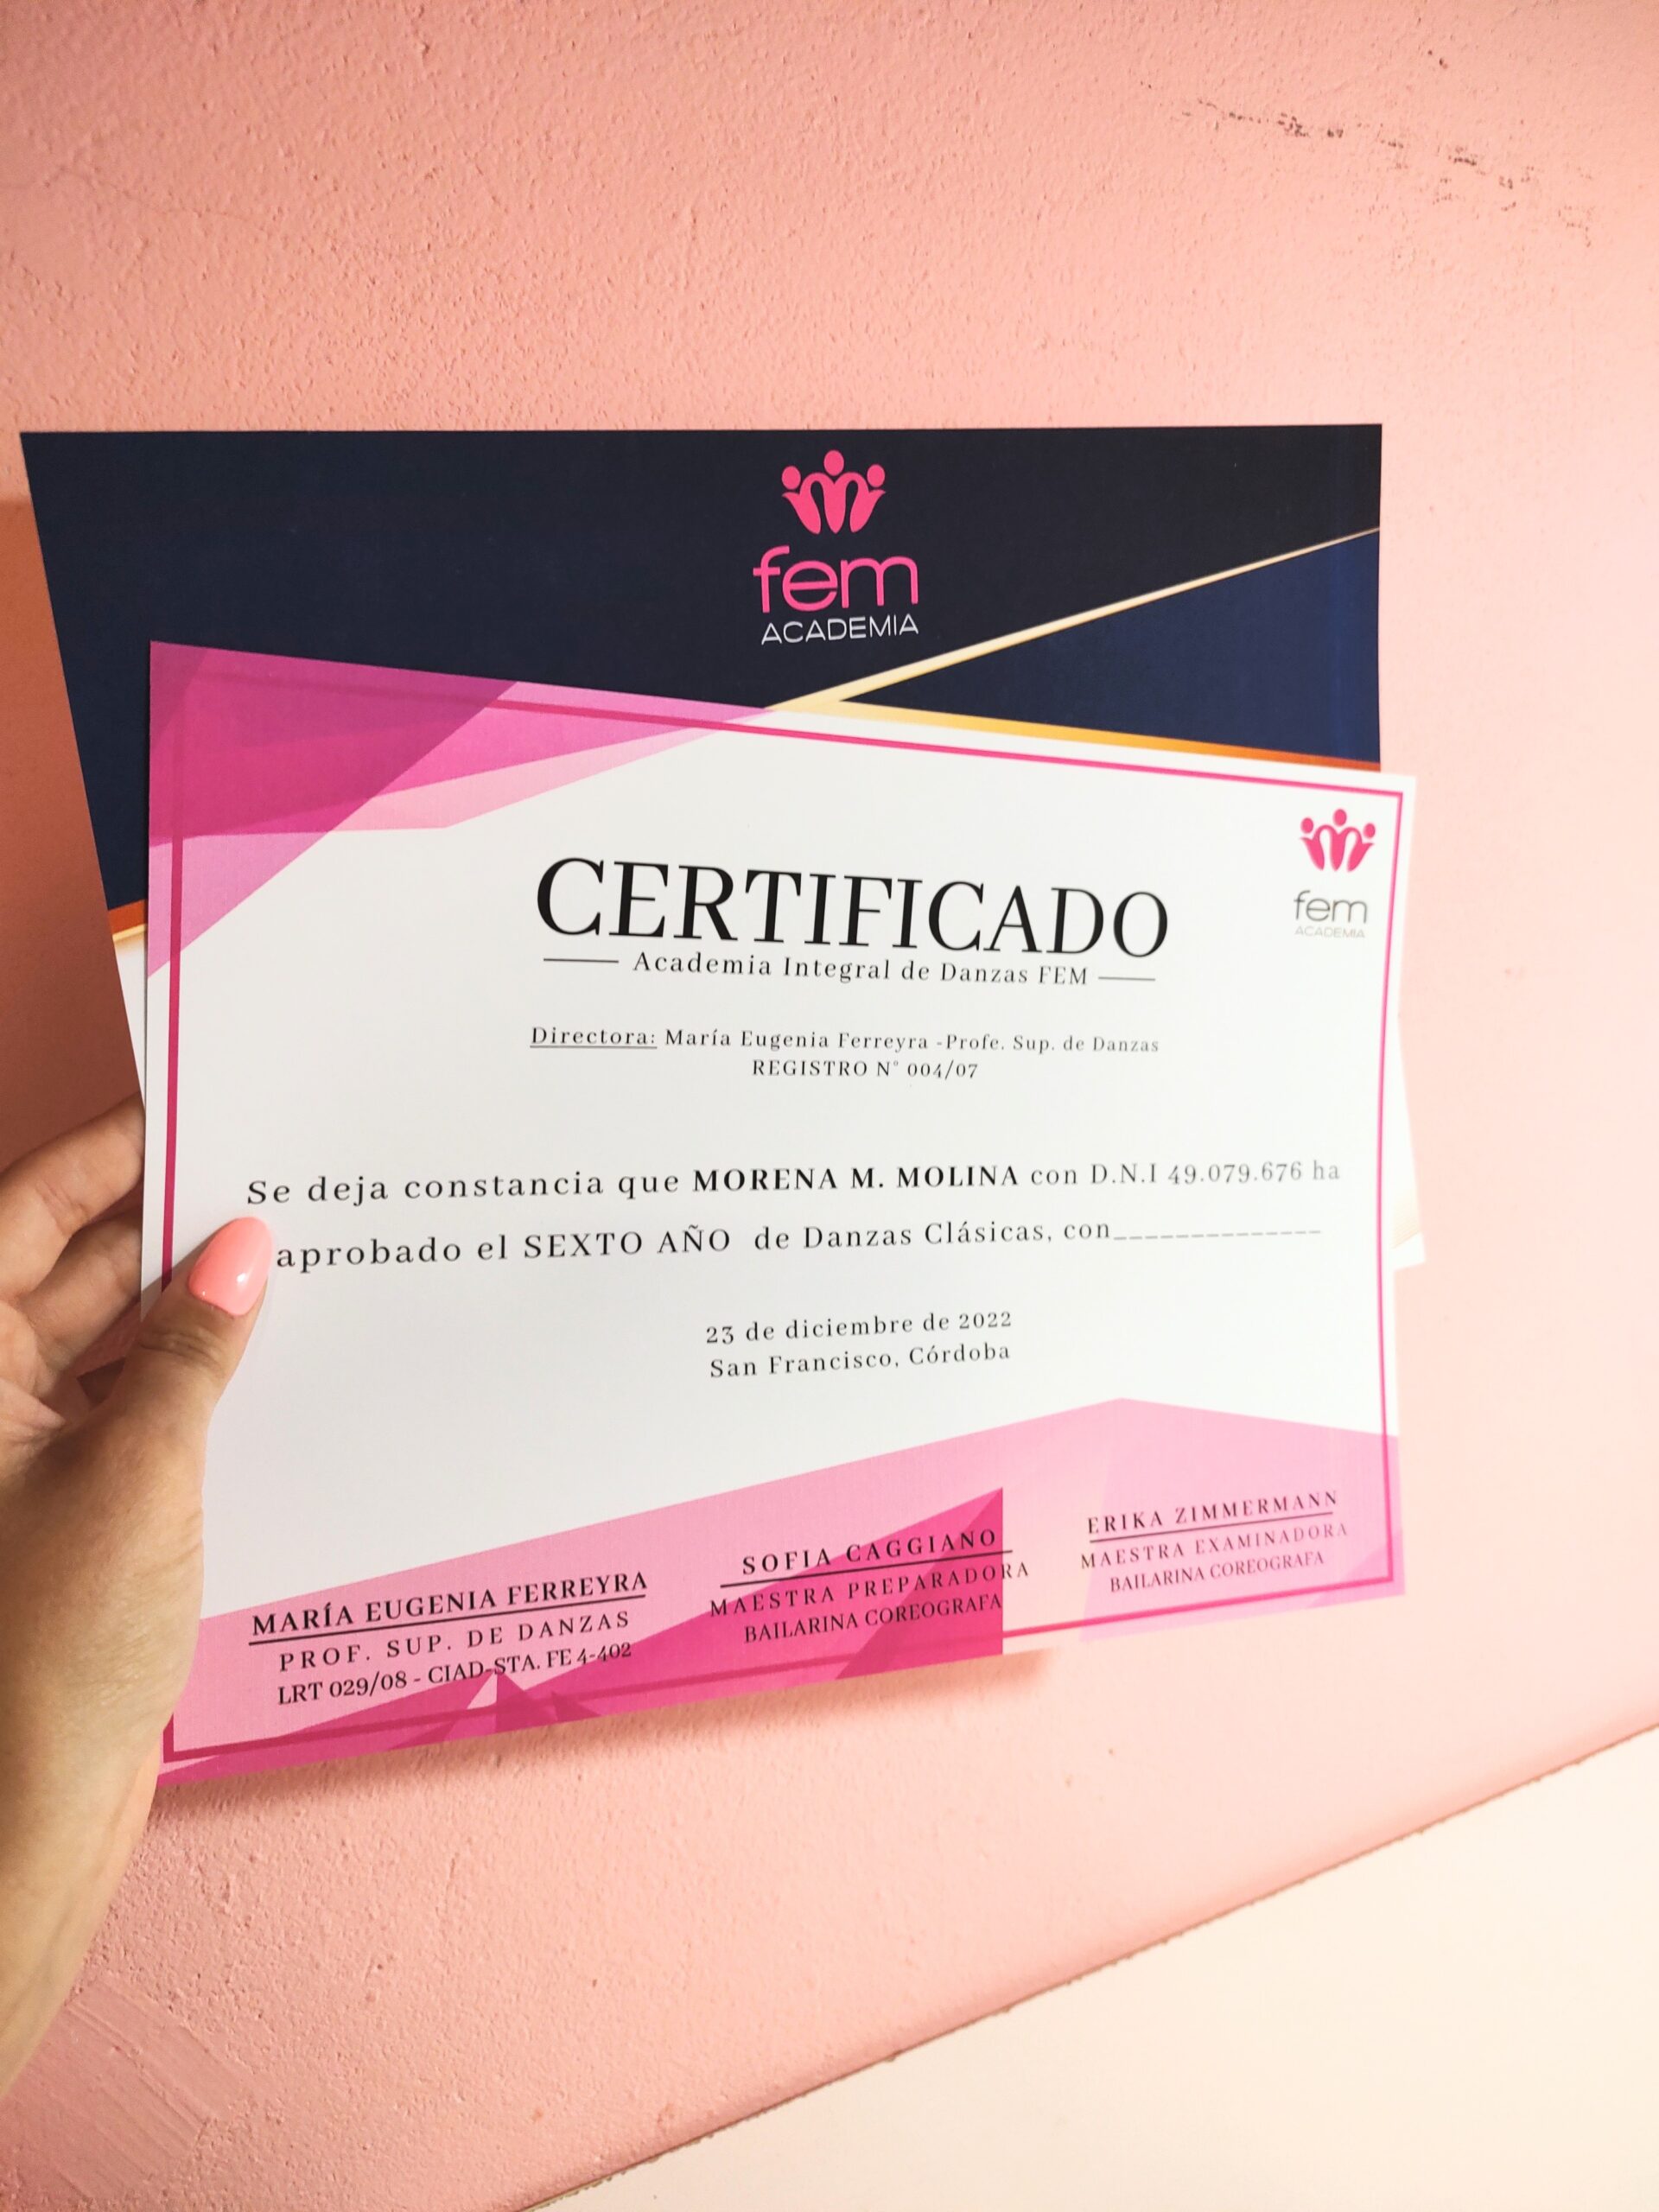 fem
ACADEMIA
fem
ACADEMIA
CERTIFICADO
Academia Integral de Danzas FEM
Directora: María Eugenia Ferreyra -Profe. Sup. de Danzas
REGISTRO N° 004/07
Se deja constancia que MORENA M. MOLINA con D.N.I 49.079.676 ha
aprobado el SEXTO AÑO de Danzas Clásicas, con______________
23 de diciembre de 2022
San Francisco, Córdoba
MARÍA EUGENIA FERREYRA
PROF. SUP. DE DANZAS
LRT 029/08 - CIAD-STA. FE 4-402
SOFIA CAGGIANO
MAESTRA PREPARADORA
BAILARINA COREOGRAFA
ERIKA ZIMMERMANN
MAESTRA EXAMINADORA
BAILARINA COREOGRAFA